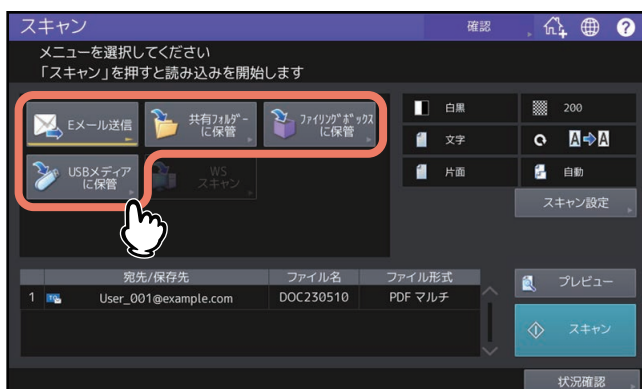 スキャン
確認
?
メニューを選択してください
「スキャン」を押すと読み込みを開始します
Eメール送信
共有フォルダー
に保管
ファイリングボックス
に保管
USBメディア
に保管
WS
スキャン
白黒
200
文字
A A
片面
自動
スキャン設定
宛先/保存先
ファイル名
ファイル形式
1 TO User_001@example.com DOC230510 PDF マルチ
プレビュー
スキャン
状況確認